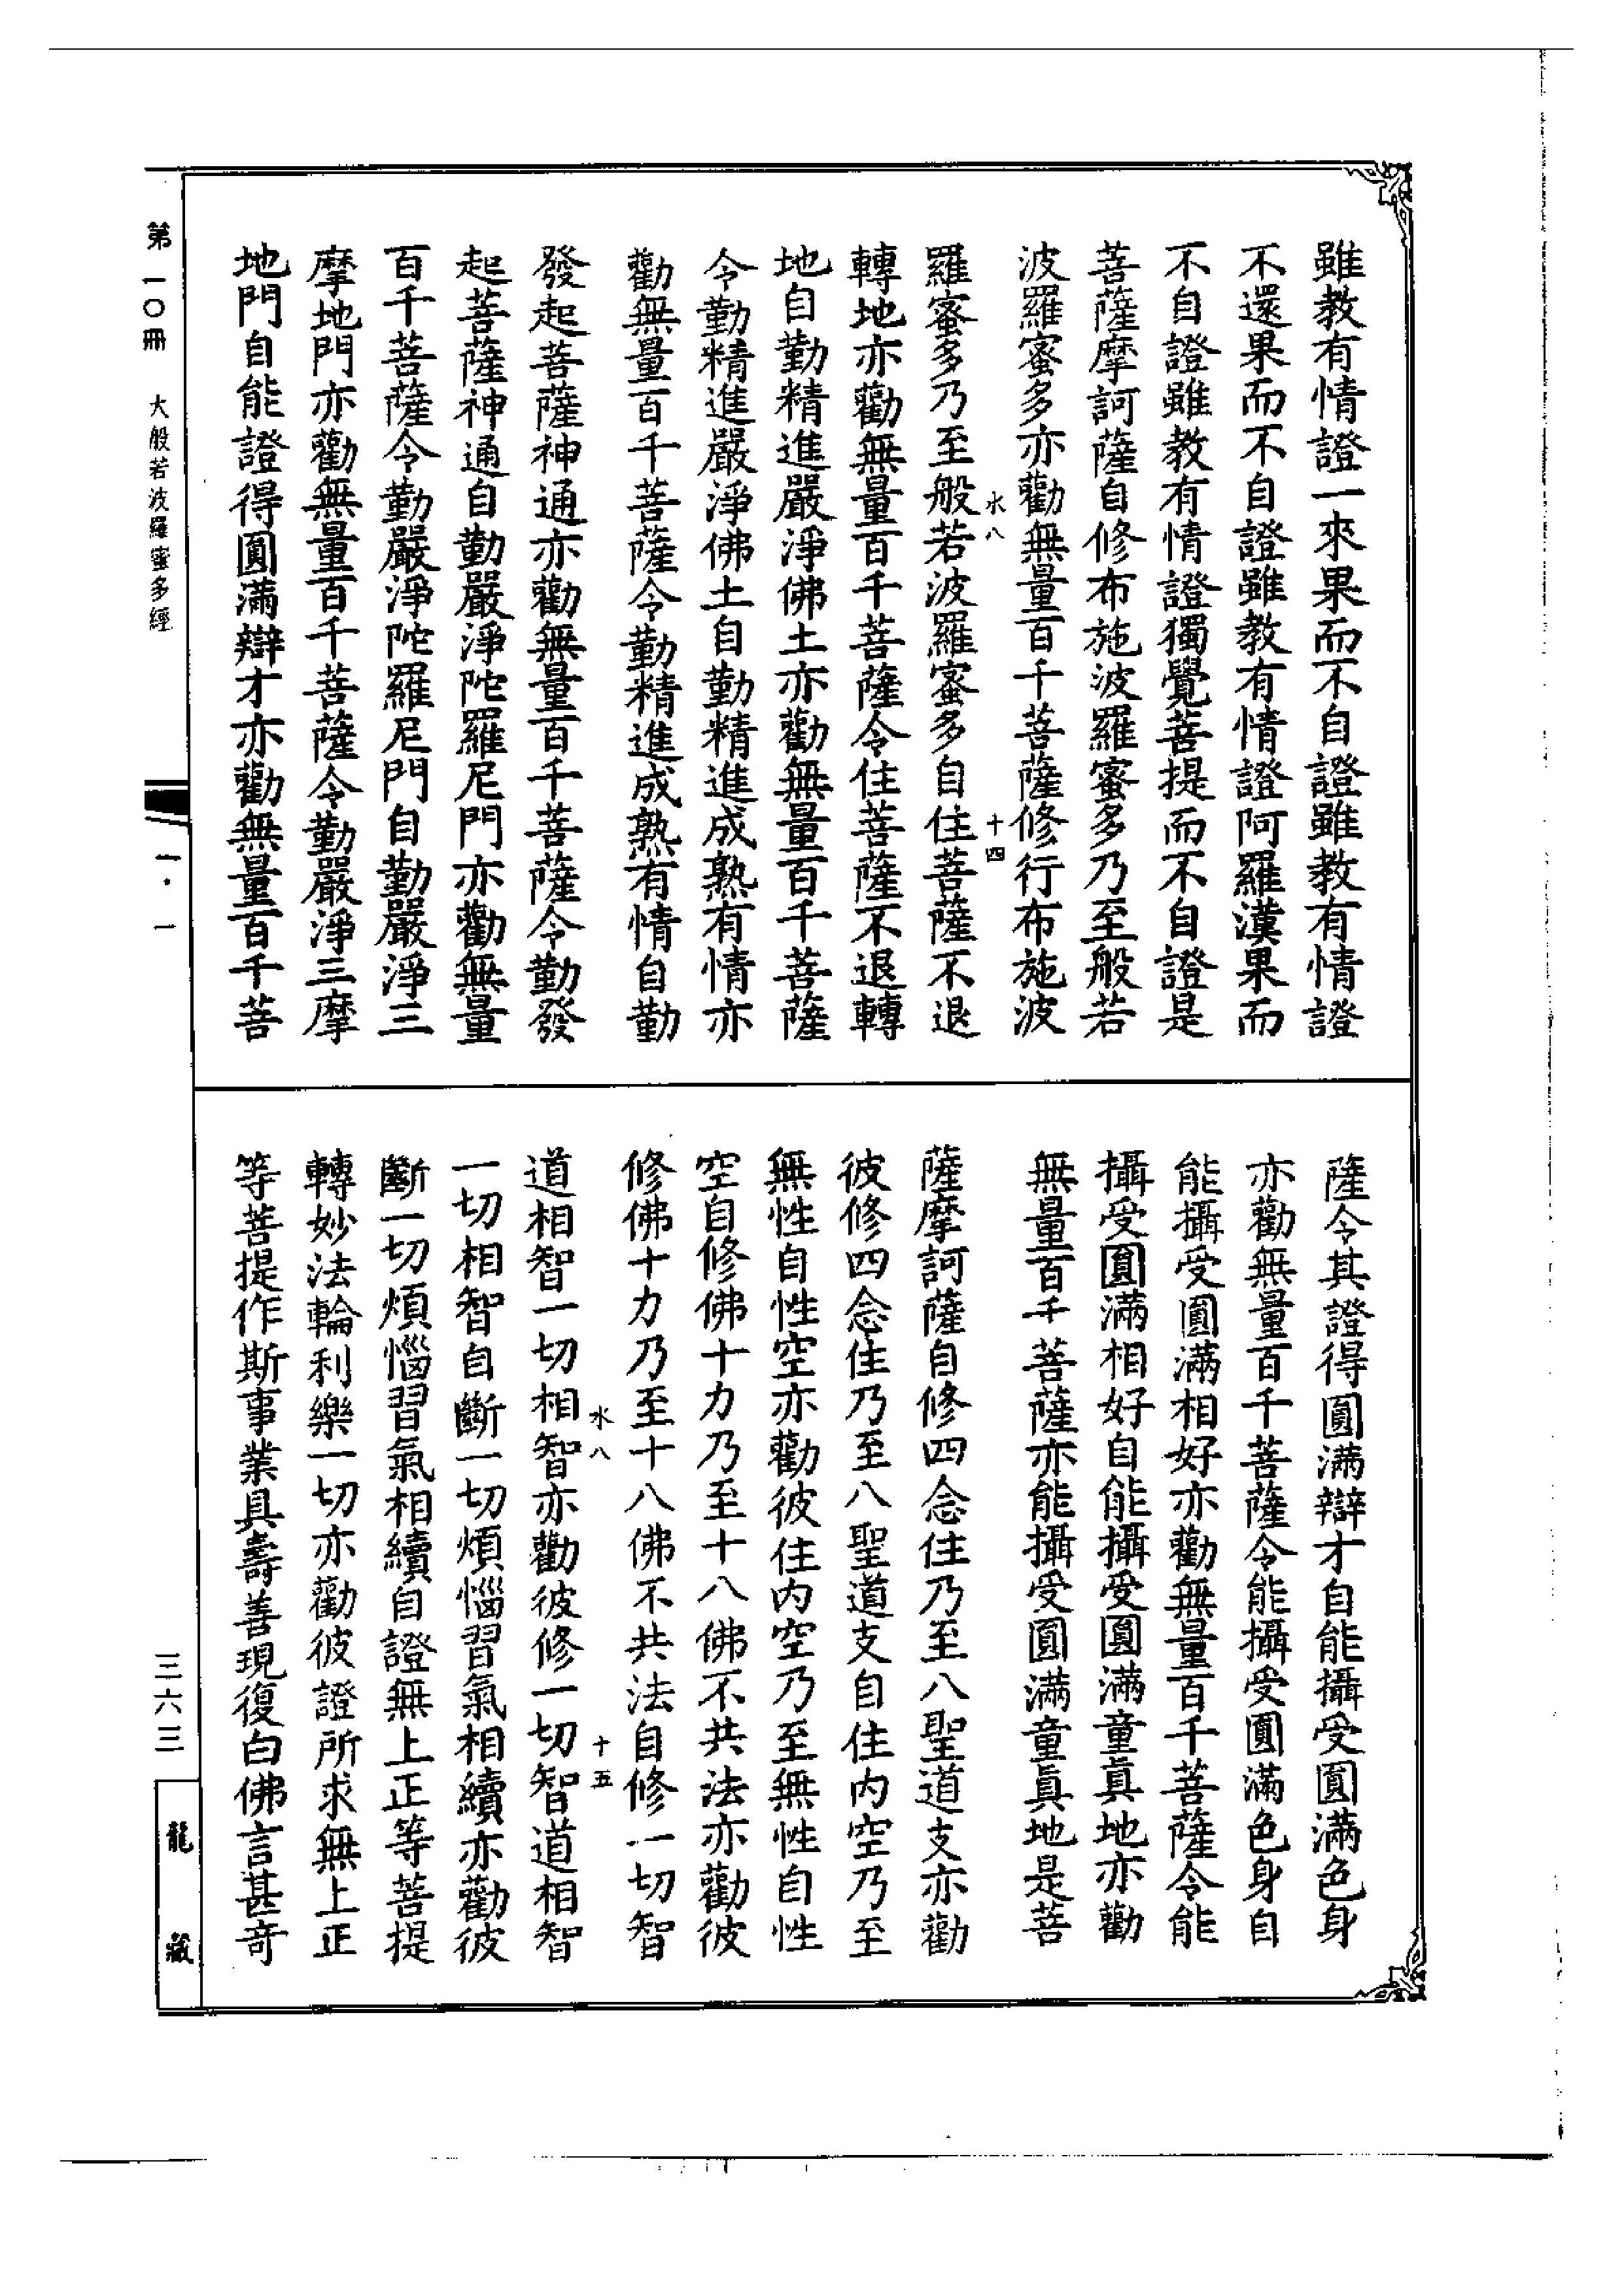 雖教有情證一來果而不自證雖教有情證
不還果而不自證雖教有情證阿羅漢果而
不自證雖教有情證獨覺菩提而不自證是
菩薩摩訶薩自修布施波羅蜜多乃至般若
波羅蜜多亦勸無量百千菩薩修行布施波
水八 十四
羅蜜多乃至般若波羅蜜多自住菩薩不退
轉地亦勸無量百千菩薩令住菩薩不退轉
地自勤精進嚴淨佛土亦勸無量百千菩薩
令勤精進嚴淨佛土自勤精進成熟有情亦
勸無量百千菩薩令勤精進成熟有情自勤
發起菩薩神通亦勸無量百千菩薩令勤發
起菩薩神通自勤嚴淨陀羅尼門亦勸無量
百千菩薩令勤嚴淨陀羅尼門自勤嚴淨三
摩地門亦勸無量百千菩薩令勤嚴淨三摩
地門自能證得圓滿辯才亦勸無量百千菩
薩令其證得圓滿辯才自能攝受圓滿色身
亦勸無量百千菩薩令能攝受圓滿色身自
能攝受圓滿相好亦勸無量百千菩薩令能
攝受圓滿相好自能攝受圓滿童真地亦勸
無量百千菩薩亦能攝受圓滿童真地是菩
薩摩訶薩自修四念住乃至八聖道支亦勸
彼修四念住乃至八聖道支自住內空乃至
無性自性空亦勸彼住內空乃至無性自性
空自修佛十力乃至十八佛不共法亦勸彼
修佛十力乃至十八佛不共法自修一切智
水八 十五
道相智一切相智亦勸彼修一切智道相智
一切相智自斷一切煩惱習氣相續亦勸彼
斷一切煩惱習氣相續自證無上正等菩提
轉妙法輪利樂一切亦勸彼證所求無上正
等菩提作斯事業具壽善現復白佛言甚奇
第一〇冊 大般若波羅蜜多經
一·一
三六三
龍藏